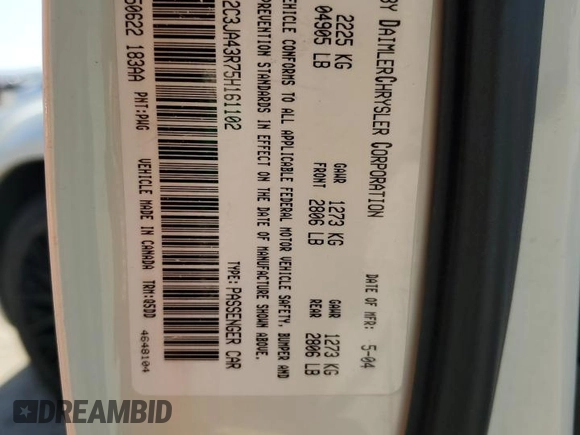 BY DAIMLERCHRYSLER CORPORATION
DATE OF MFR: 5-04
2225 KG
04905 LB
GAWR FRONT
1273 KG
2806 LB
GAWR REAR
1273 KG
2806 LB
VEHICLE CONFORMS TO ALL APPLICABLE FEDERAL MOTOR VEHICLE SAFETY, BUMPER AND
PREVENTION STANDARDS IN EFFECT ON THE DATE OF MANUFACTURE SHOWN ABOVE.
2C3JA43R75H161102
TYPE: PASSENGER CAR
50622 183AA
PNT: PW6
VEHICLE MADE IN CANADA
TRM: 8SDD
4648104
DREAMBID